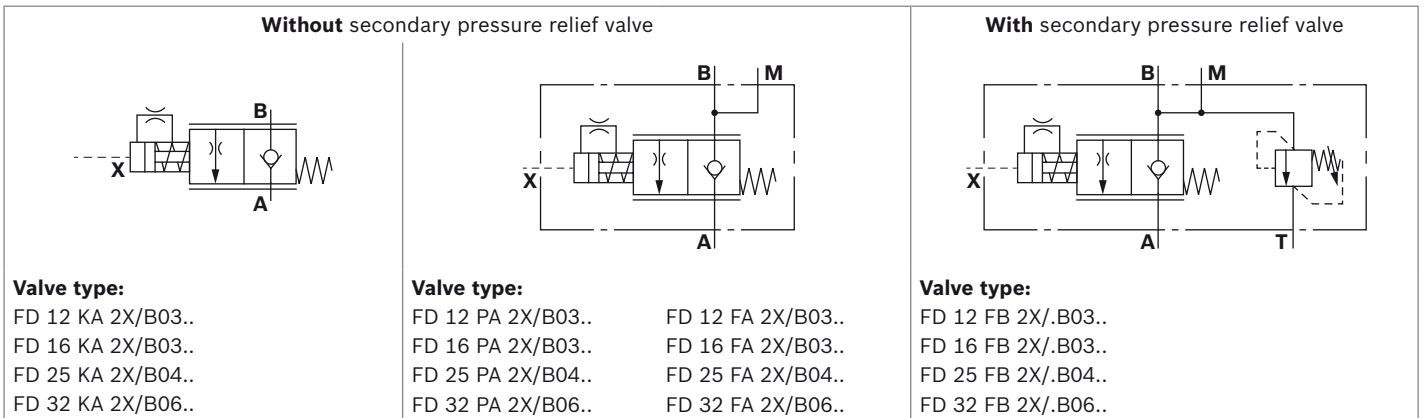 Without secondary pressure relief valve
With secondary pressure relief valve
B
X
A
B
M
X
A
B
M
X
A
T
Valve type:
FD 12 KA 2X/B03..
FD 16 KA 2X/B03..
FD 25 KA 2X/B04..
FD 32 KA 2X/B06..
Valve type:
FD 12 PA 2X/B03..
FD 16 PA 2X/B03..
FD 25 PA 2X/B04..
FD 32 PA 2X/B06..
FD 12 FA 2X/B03..
FD 16 FA 2X/B03..
FD 25 FA 2X/B04..
FD 32 FA 2X/B06..
Valve type:
FD 12 FB 2X/.B03..
FD 16 FB 2X/.B03..
FD 25 FB 2X/.B04..
FD 32 FB 2X/.B06..